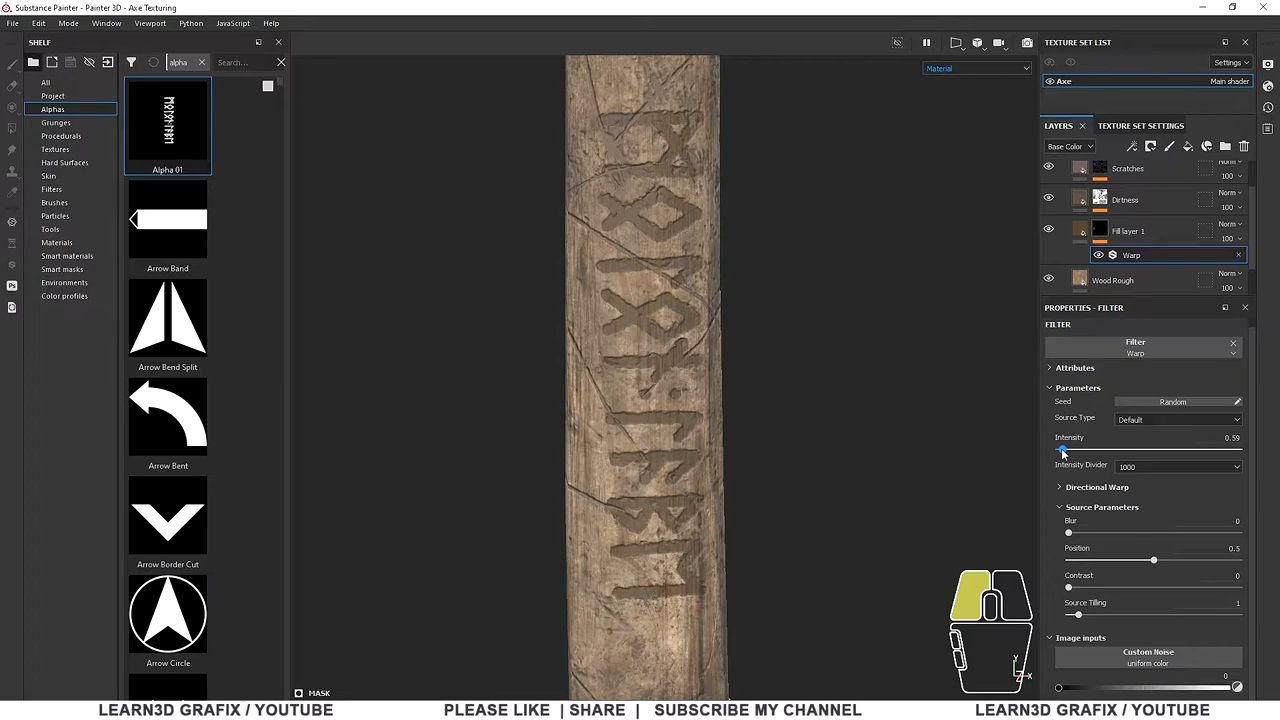 Substance Painter - Painter 3D - Axe Texturing
File Edit Mode Window Viewport Python JavaScript Help
SHELF
alpha Search...
All
Project
Alphas
Grunges
Procedurals
Textures
Hard Surfaces
Skin
Filters
Brushes
Particles
Tools
Materials
Smart materials
Smart masks
Environments
Color profiles
Alpha 01
Arrow Band
Arrow Bend Split
Arrow Bent
Arrow Border Cut
Arrow Circle
Material
Y
Z X
MASK
TEXTURE SET LIST
Settings
Axe Main shader
LAYERS TEXTURE SET SETTINGS
Base Color
Scratches Norm 100
Dirtness Norm 100
Fill layer 1 Norm 100
Warp
Wood Rough Norm 100
PROPERTIES - FILTER
FILTER
Filter
Warp
Attributes
Parameters
Seed Random
Source Type Default
Intensity 0.59
Intensity Divider 1000
Directional Warp
Source Parameters
Blur 0
Position 0.5
Contrast 0
Source Tilling 1
Image inputs
Custom Noise
uniform color
0
Ps
LEARN3D GRAFIX / YOUTUBE PLEASE LIKE | SHARE | SUBSCRIBE MY CHANNEL LEARN3D GRAFIX / YOUTUBE